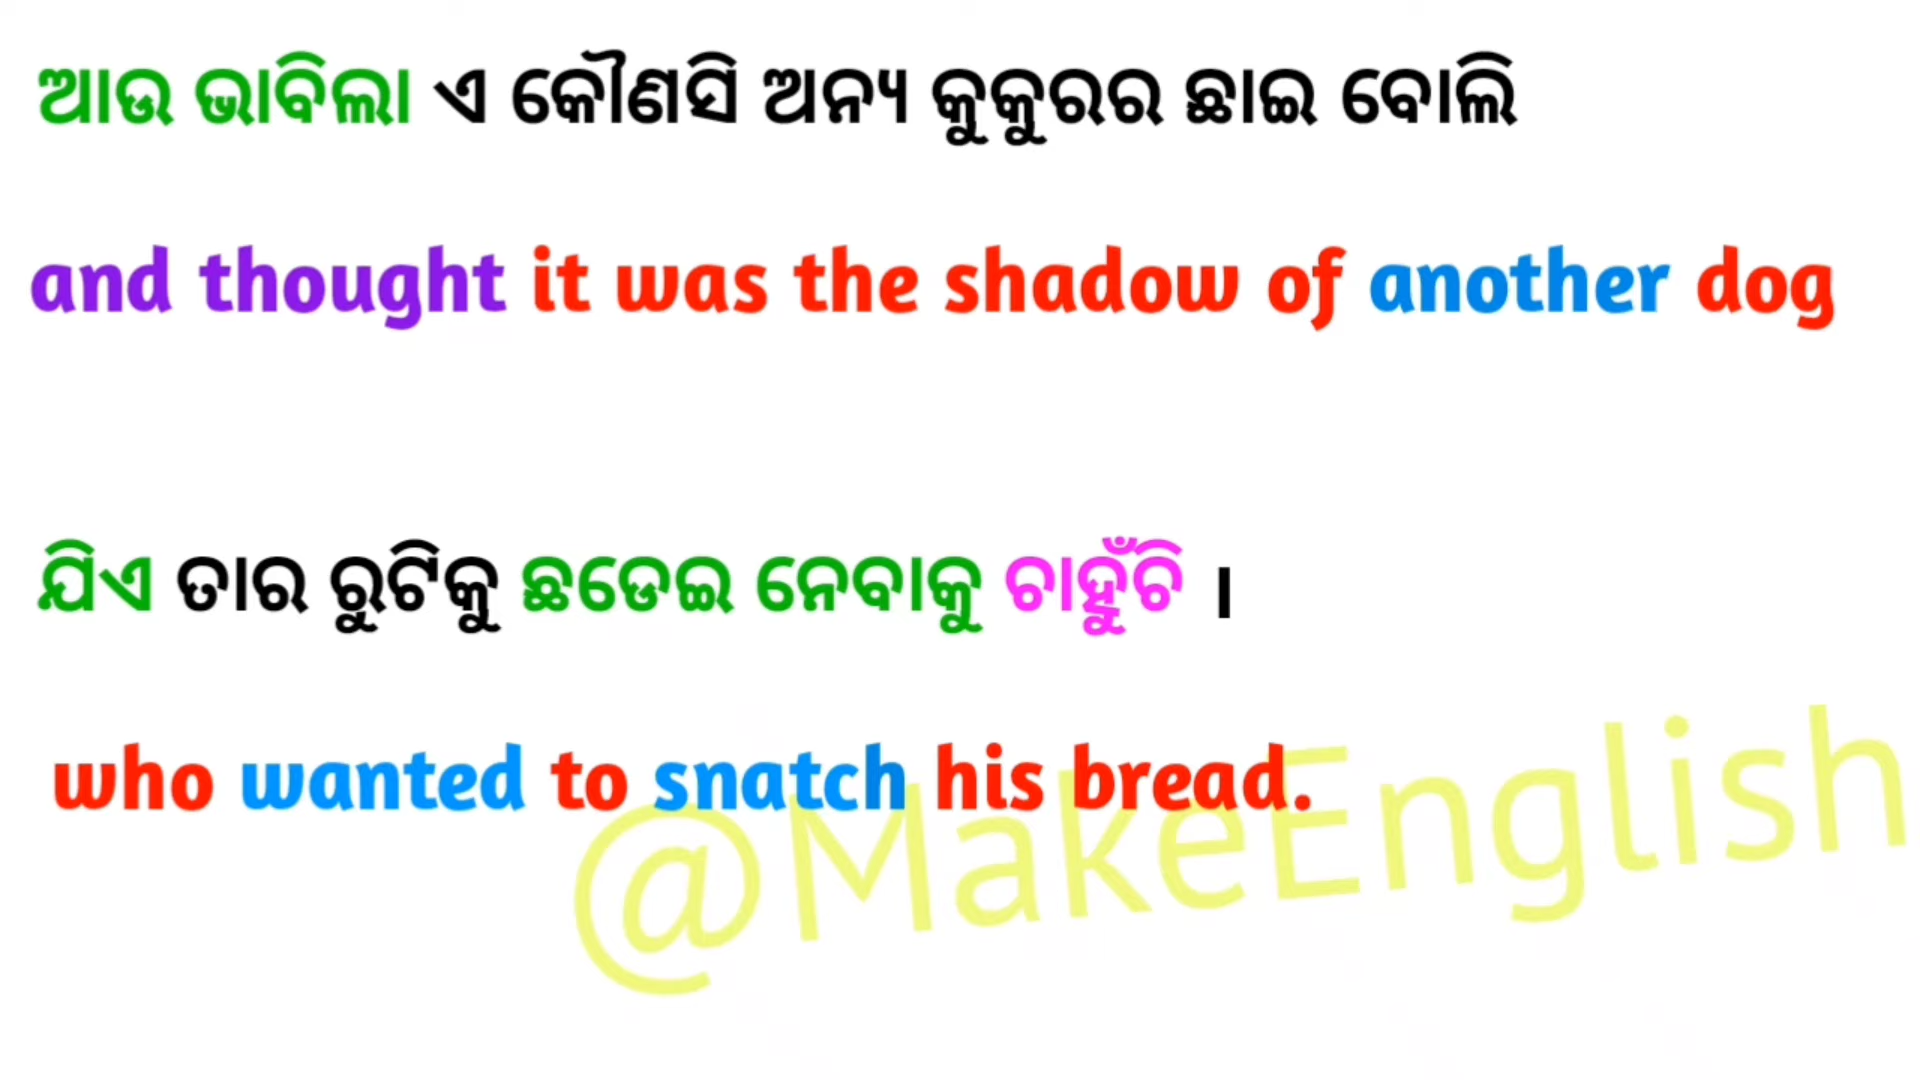 ଆଉ ଭାବିଲା ଏ କୌଣସି ଅନ୍ୟ କୁକୁରର ଛାଇ ବୋଲି
and thought it was the shadow of another dog
ଯିଏ ତାର ରୁଟିକୁ ଛଡେଇ ନେବାକୁ ଚାହୁଁଚି ।
who wanted to snatch his bread.
@MakeEnglish